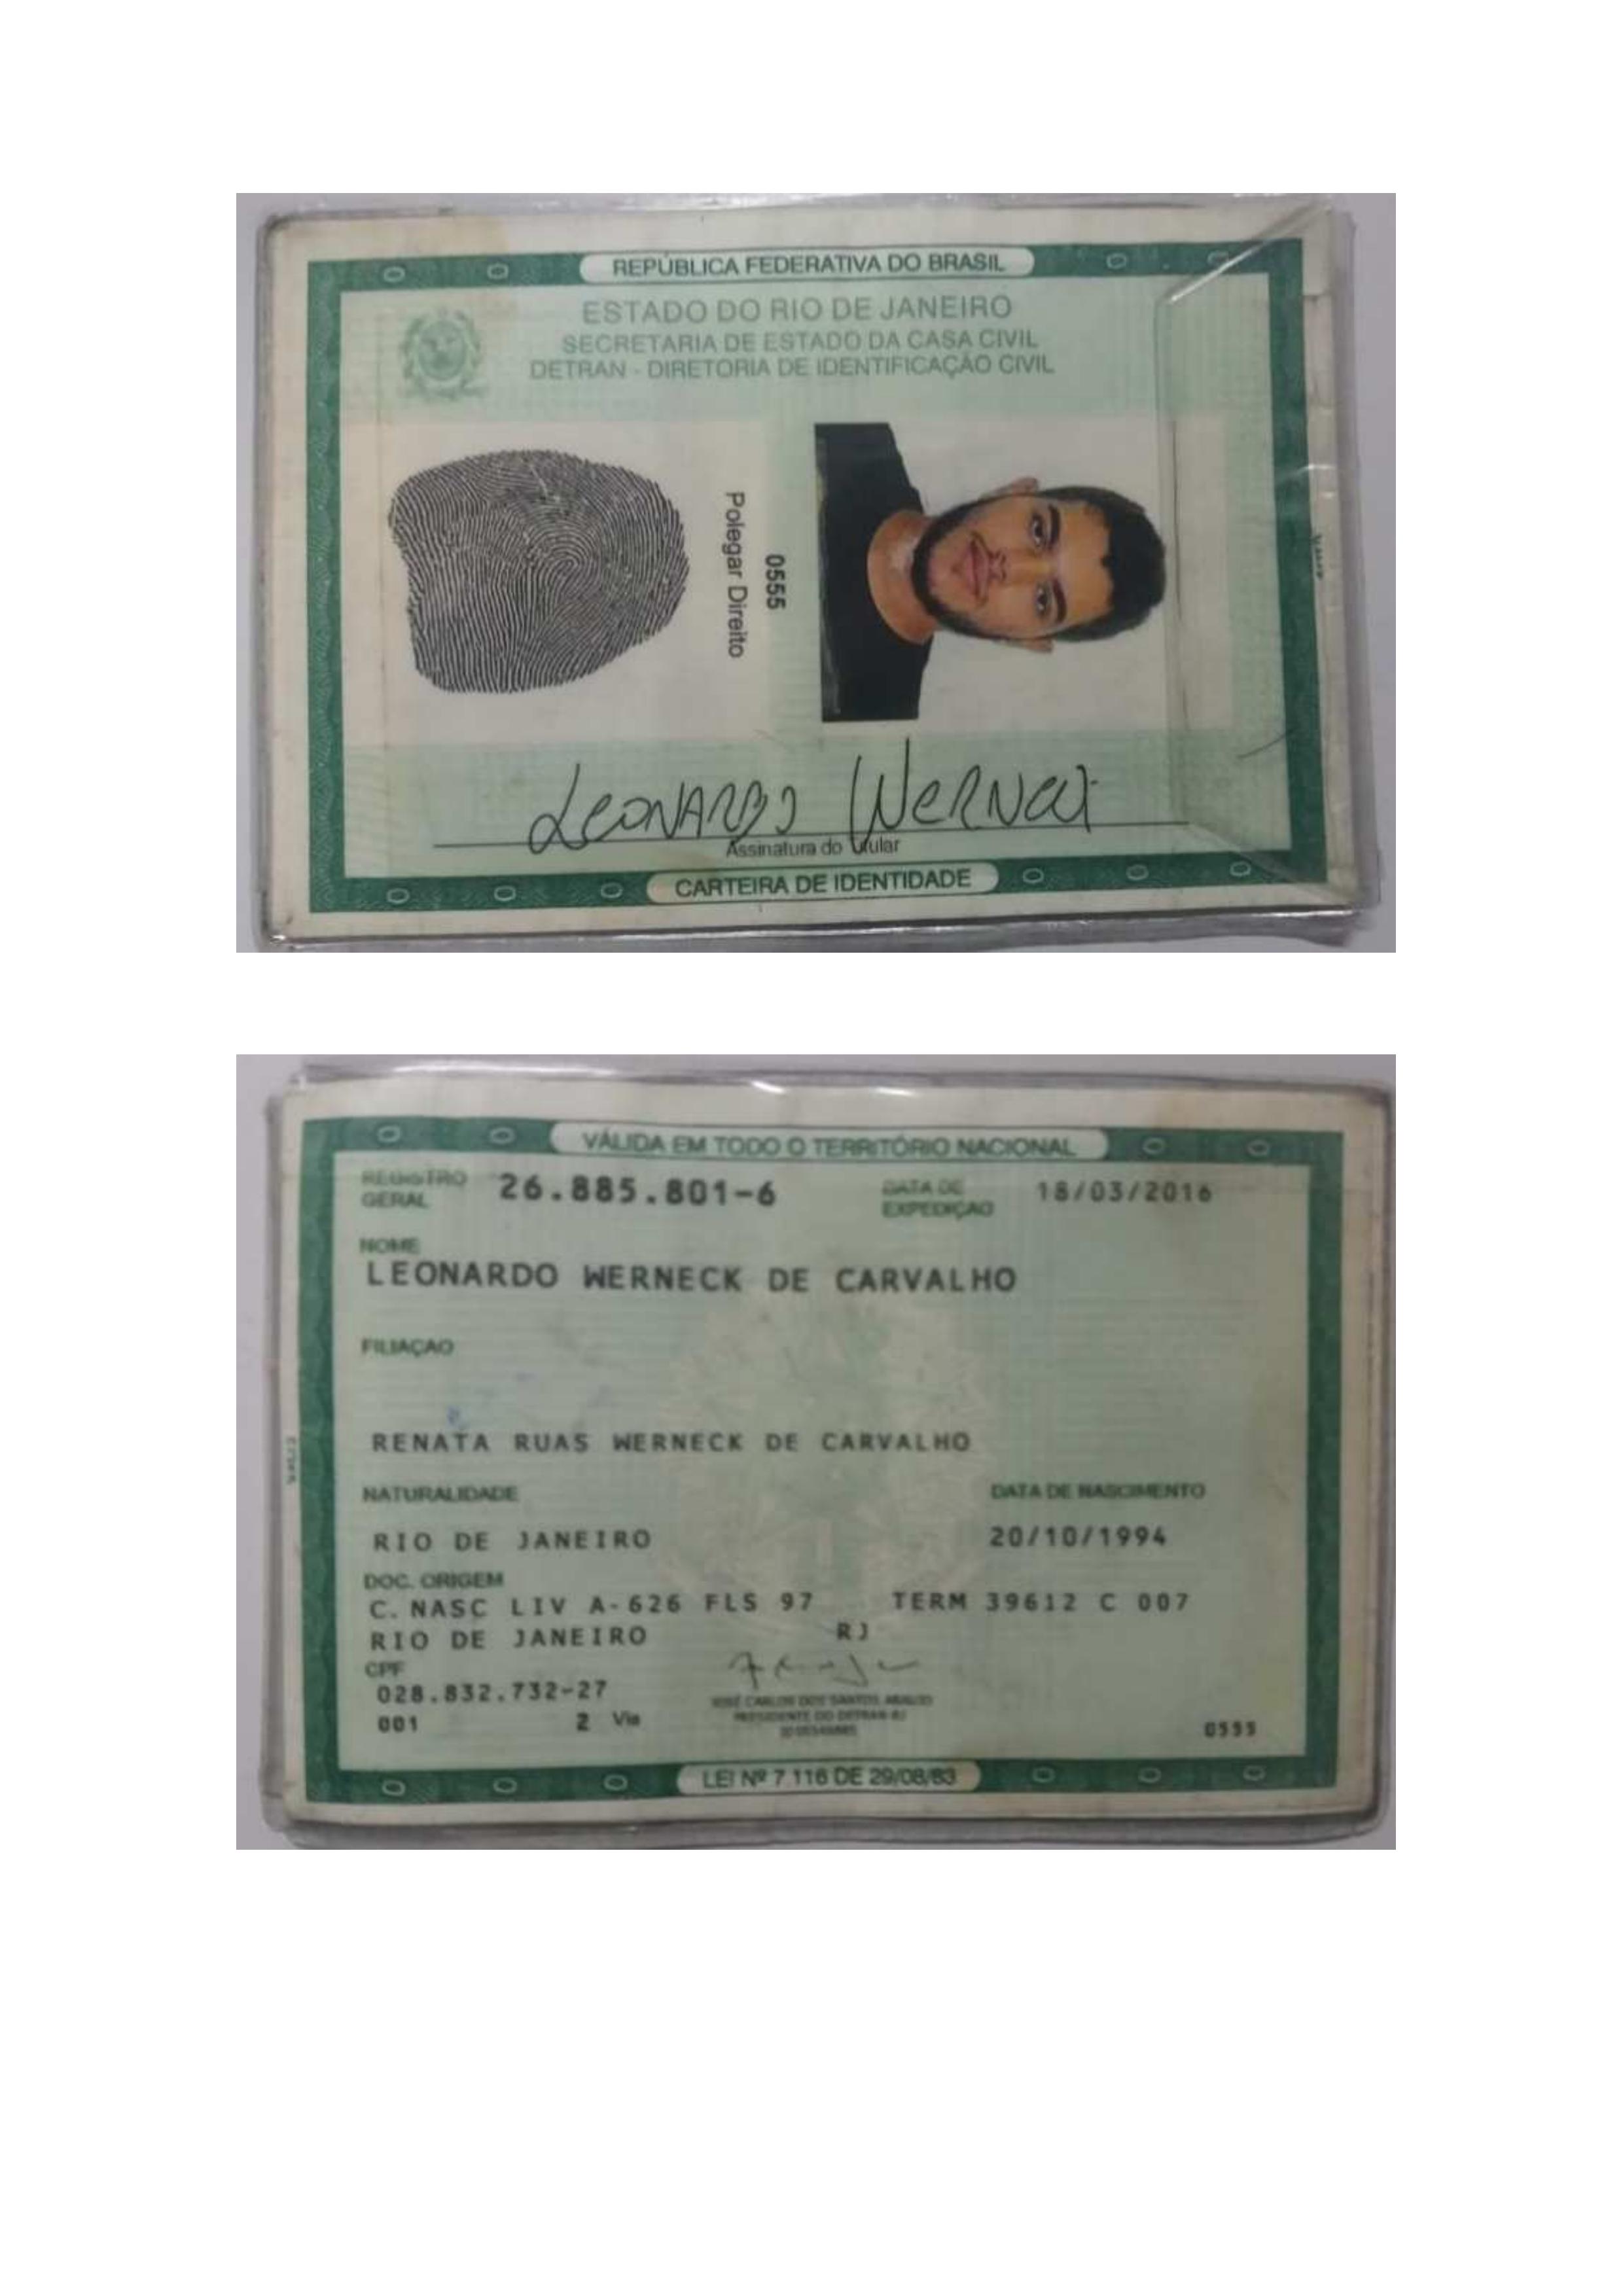 REPÚBLICA FEDERATIVA DO BRASIL
ESTADO DO RIO DE JANEIRO
SECRETARIA DE ESTADO DA CASA CIVIL
DETRAN - DIRETORIA DE IDENTIFICAÇÃO CIVIL
0555
Polegar Direito
Leonardo Werneck
Assinatura do Titular
CARTEIRA DE IDENTIDADE
VÁLIDA EM TODO O TERRITÓRIO NACIONAL
REGISTRO GERAL 26.885.801-6 DATA DE EXPEDIÇÃO 18/03/2016
NOME
LEONARDO WERNECK DE CARVALHO
FILIAÇÃO
RENATA RUAS WERNECK DE CARVALHO
NATURALIDADE DATA DE NASCIMENTO
RIO DE JANEIRO 20/10/1994
DOC. ORIGEM
C. NASC LIV A-626 FLS 97 TERM 39612 C 007
RIO DE JANEIRO RJ
CPF
028.832.732-27
JOSÉ CARLOS DOS SANTOS ARAUJO
PRESIDENTE DO DETRAN-RJ
001 2 Via 0555
LEI Nº 7.116 DE 29/08/83